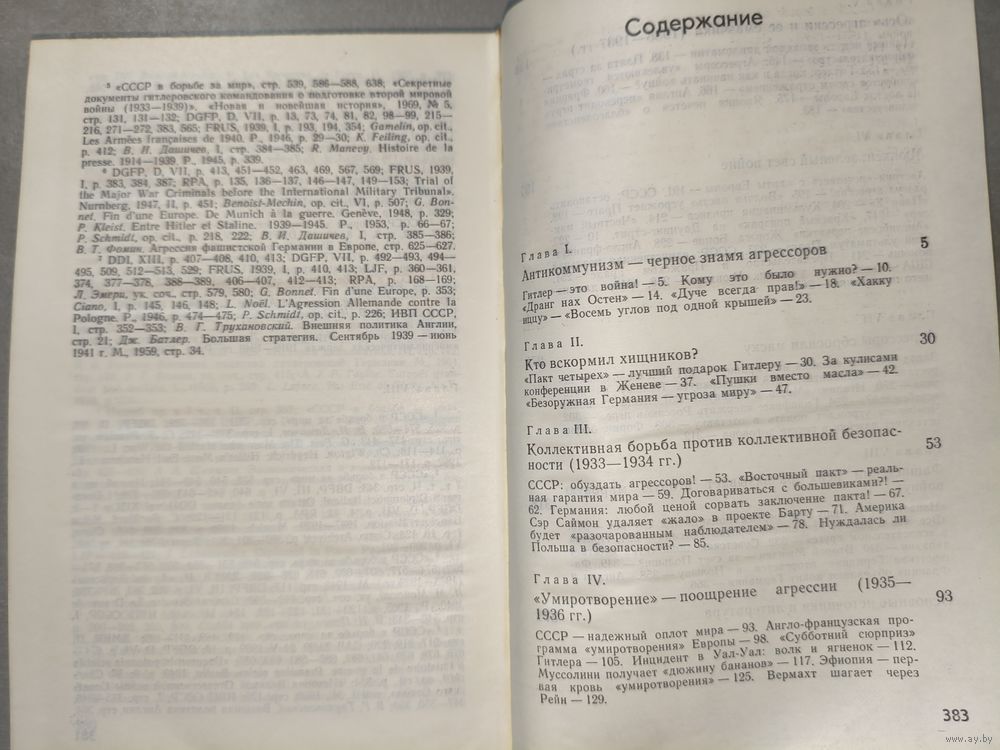 ⁵ «СССР в борьбе за мир», стр. 539, 586—588, 638; «Секретные
документы гитлеровского командования о подготовке второй мировой
войны (1933—1939)». «Новая и новейшая история», 1969, № 5,
стр. 131, 131—132; DGFP, D. VII, p. 13, 73, 74, 81, 82, 98—99, 215—
216, 271—272, 383, 565; FRUS, 1939, I, p. 193, 194, 354; Gamelin, op. cit.,
Les Armées françaises de 1940. P., 1946, p. 29—30; K. Feiling, op. cit.,
p. 412; В. И. Дашичев, I, стр. 384—385; R. Manevy. Histoire de la
presse. 1914—1939. P., 1945, p. 339.
⁶ DGFP, D. VII, p. 413, 451—452, 463, 469, 567, 569; FRUS, 1939,
I, p. 383, 384, 387; RPA, p. 135, 136—137, 146—147, 149—153; Trial of
the Major War Criminals before the International Military Tribunal»,
Nurnberg, 1947, II, p. 451; Benoist-Mechin, op. cit., VI, p. 507; G. Bon-
net. Fin d'une Europe. De Munich à la guerre. Genève, 1948, p. 329;
P. Kleist. Entre Hitler et Staline. 1939—1945. P., 1953, p. 66—67;
P. Schmidt, op. cit., p. 218, 222; В. И. Дашичев, I, стр. 385—386;
В. Т. Фомин. Агрессия фашистской Германии в Европе, стр. 625—627.
⁷ DDI, XIII, p. 407—408, 410, 413; DGFP, VII, p. 492—493, 494—
495, 509, 512—513, 529; FRUS, 1939, I, p. 410, 413; LJF, p. 360—361,
374, 377—378, 388—389, 406—407, 412—413; RPA, p. 168—169;
Л. Эмери, ук. соч., стр. 579, 580; G. Bonnet. Fin d'une Europe, p. 353;
Ciano, I, p. 145, 146, 148; L. Noël. L'Agression Allemande contre la
Pologne. P., 1946, p. 474—475; P. Schmidt, op. cit., p. 226; ИВП СССР,
I, стр. 352—353; В. Г. Трухановский. Внешняя политика Англии,
стр. 21; Дж. Батлер. Большая стратегия. Сентябрь 1939 — июнь
1941 г. М., 1959, стр. 34.
Содержание
Глава I.
Антикоммунизм — черное знамя агрессоров 5
Гитлер — это война! — 5. Кому это было нужно? — 10.
«Дранг нах Остен» — 14. «Дуче всегда прав!» — 18. «Хакку
иццу» — «Восемь углов под одной крышей» — 23.
Глава II.
Кто вскормил хищников? 30
«Пакт четырех» — лучший подарок Гитлеру — 30. За кулисами
конференции в Женеве — 37. «Пушки вместо масла» — 42.
«Безоружная Германия — угроза миру» — 47.
Глава III.
Коллективная борьба против коллективной безопас-
ности (1933—1934 гг.) 53
СССР: обуздать агрессоров! — 53. «Восточный пакт» — реаль-
ная гарантия мира — 59. Договариваться с большевиками?! —
62. Германия: любой ценой сорвать заключение пакта! — 67.
Сэр Саймон удаляет «жало» в проекте Барту — 71. Америка
будет «разочарованным наблюдателем» — 78. Нуждалась ли
Польша в безопасности? — 85.
Глава IV.
«Умиротворение» — поощрение агрессии (1935—
1936 гг.) 93
СССР — надежный оплот мира — 93. Англо-французская про-
грамма «умиротворения» Европы — 98. «Субботний сюрприз»
Гитлера — 105. Инцидент в Уал-Уал: волк и ягненок — 112.
Муссолини получает «дюжину бананов» — 117. Эфиопия — пер-
вая кровь «умиротворения» — 125. Вермахт шагает через
Рейн — 129.
383
www.ay.by